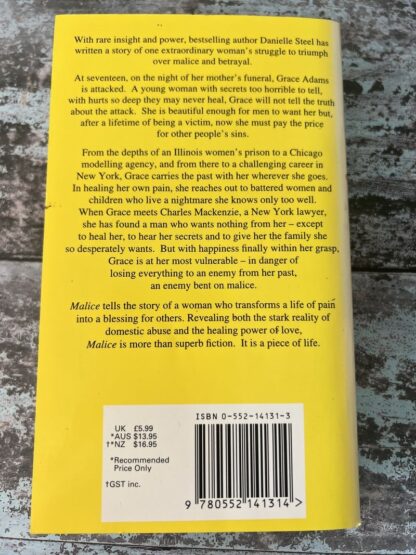 With rare insight and power, bestselling author Danielle Steel has
written a story of one extraordinary woman's struggle to triumph
over malice and betrayal.
At seventeen, on the night of her mother's funeral, Grace Adams
is attacked. A young woman with secrets too horrible to tell,
with hurts so deep they may never heal, Grace will not tell the truth
about the attack. She is beautiful enough for men to want her but,
after a lifetime of being a victim, now she must pay the price
for other people's sins.
From the depths of an Illinois women's prison to a Chicago
modelling agency, and from there to a challenging career in
New York, Grace carries the past with her wherever she goes.
In healing her own pain, she reaches out to battered women and
children who live a nightmare she knows only too well.
When Grace meets Charles Mackenzie, a New York lawyer,
she has found a man who wants nothing from her – except
to heal her, to hear her secrets and to give her the family she
so desperately wants. But with happiness finally within her grasp,
Grace is at her most vulnerable – in danger of
losing everything to an enemy from her past,
an enemy bent on malice.
Malice tells the story of a woman who transforms a life of pain
into a blessing for others. Revealing both the stark reality of
domestic abuse and the healing power of love,
Malice is more than superb fiction. It is a piece of life.
UK £5.99
*AUS $13.95
†*NZ $16.95
*Recommended
Price Only
†GST inc.
ISBN 0-552-14131-3
9 780552 141314 >